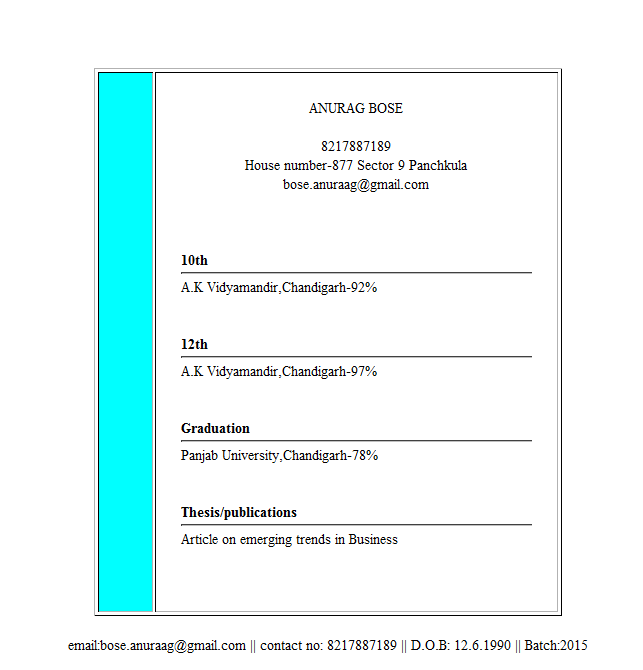 ANURAG BOSE
8217887189
House number-877 Sector 9 Panchkula
bose.anuraag@gmail.com
10th
A.K Vidyamandir,Chandigarh-92%
12th
A.K Vidyamandir,Chandigarh-97%
Graduation
Panjab University,Chandigarh-78%
Thesis/publications
Article on emerging trends in Business
email:bose.anuraag@gmail.com || contact no: 8217887189 || D.O.B: 12.6.1990 || Batch:2015